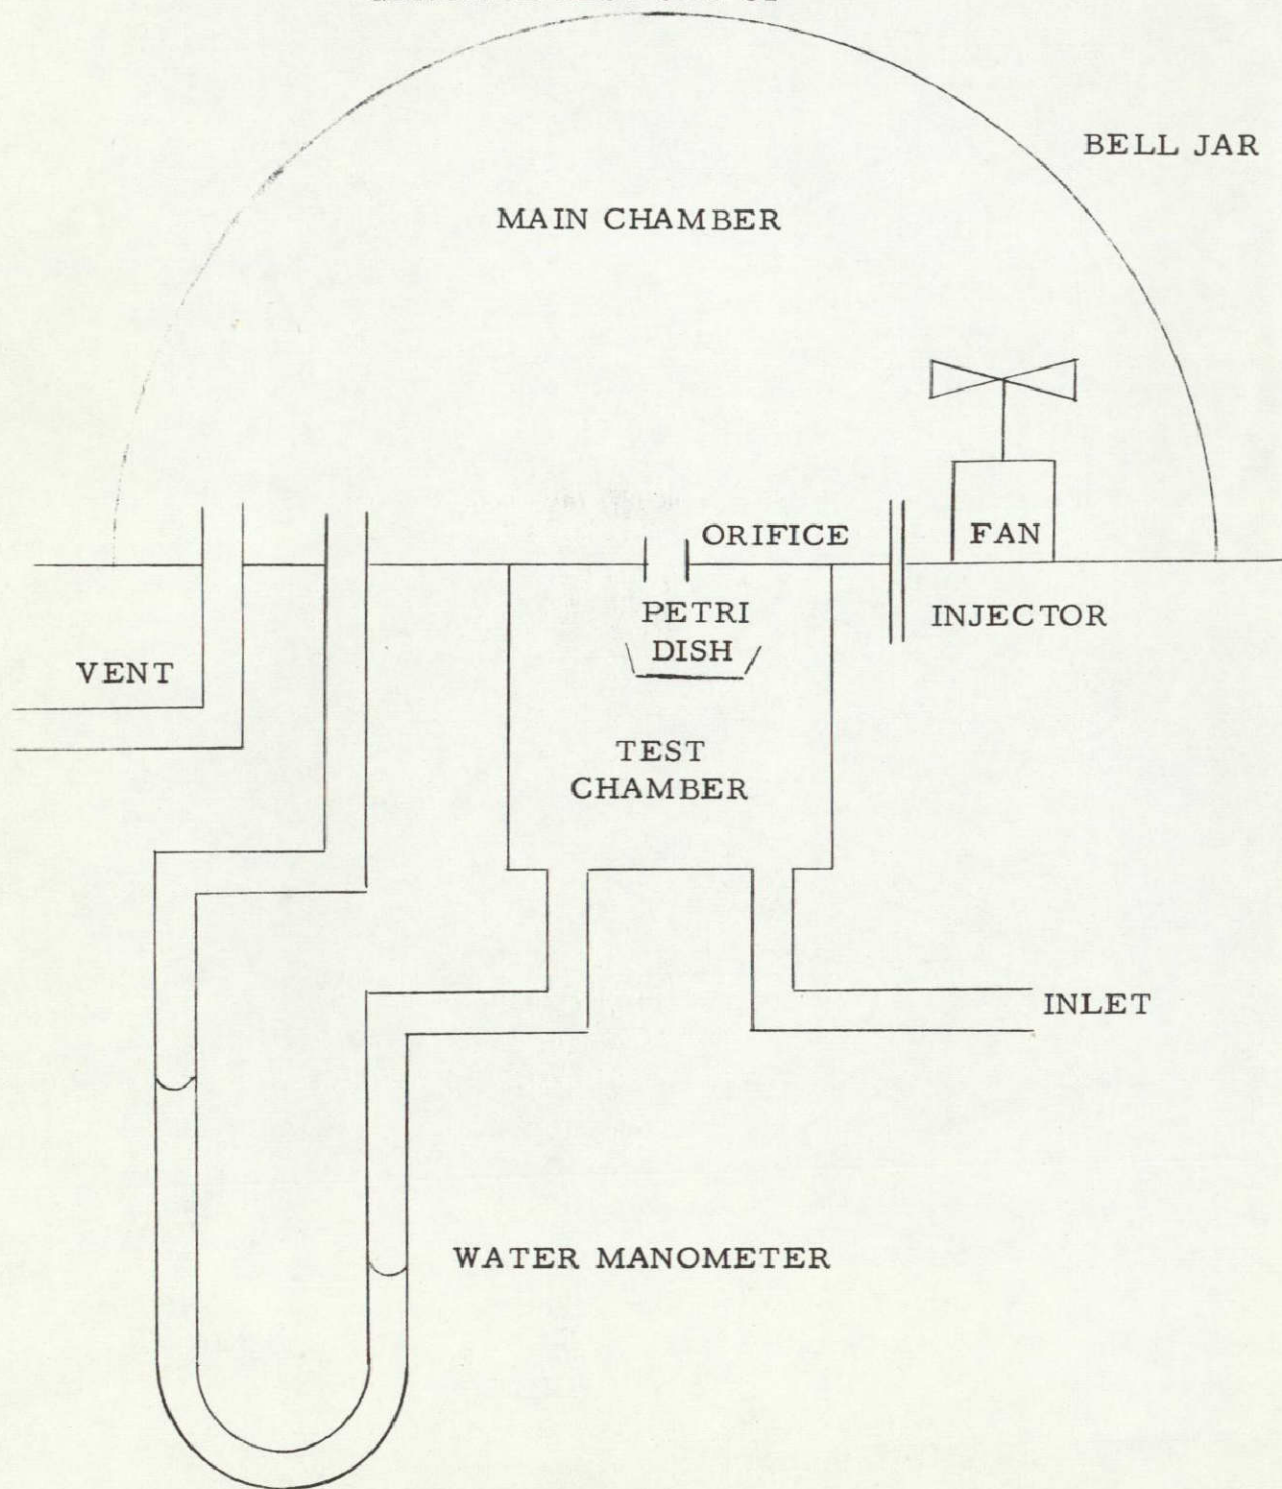 BELL JAR
MAIN CHAMBER
ORIFICE
FAN
PETRI
DISH
INJECTOR
VENT
TEST
CHAMBER
INLET
WATER MANOMETER